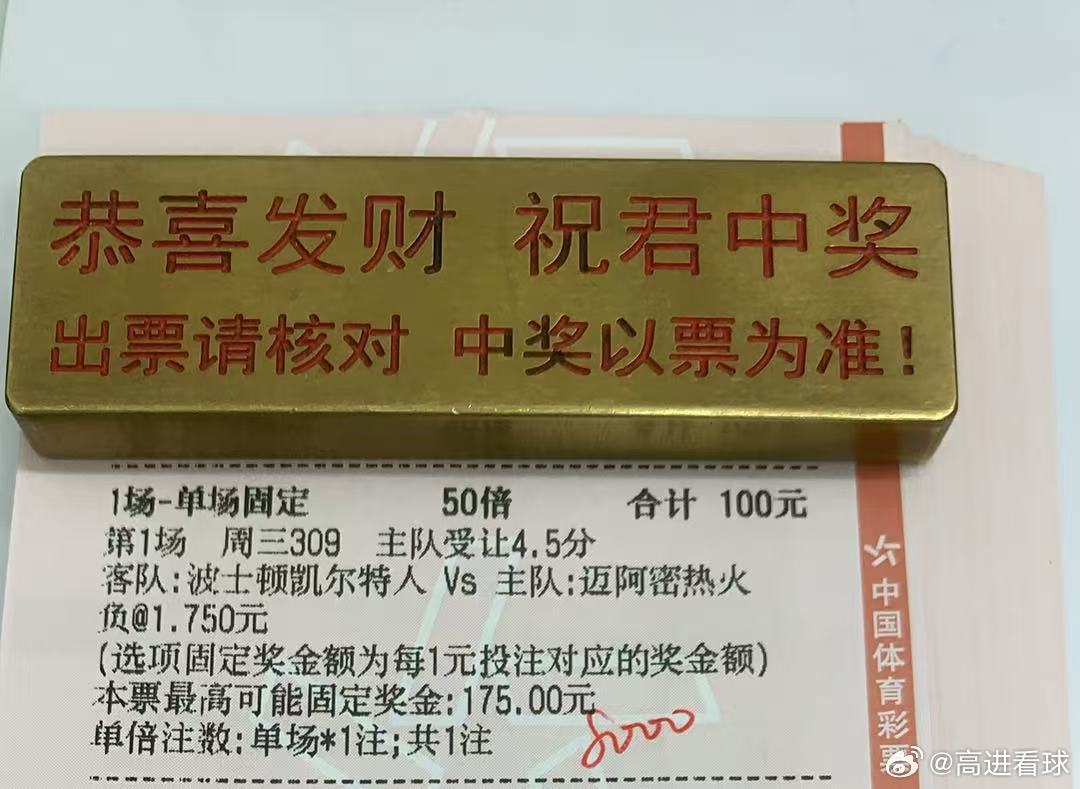 恭喜发财 祝君中奖
出票请核对 中奖以票为准!
1场-单场固定 50倍 合计 100元
第1场 周三309 主队受让4.5分
客队:波士顿凯尔特人 Vs 主队:迈阿密热火
负@1.750元
(选项固定奖金额为每1元投注对应的奖金额)
本票最高可能固定奖金:175.00元
单倍注数:单场*1注;共1注
8000
中国体育彩票
@高进看球